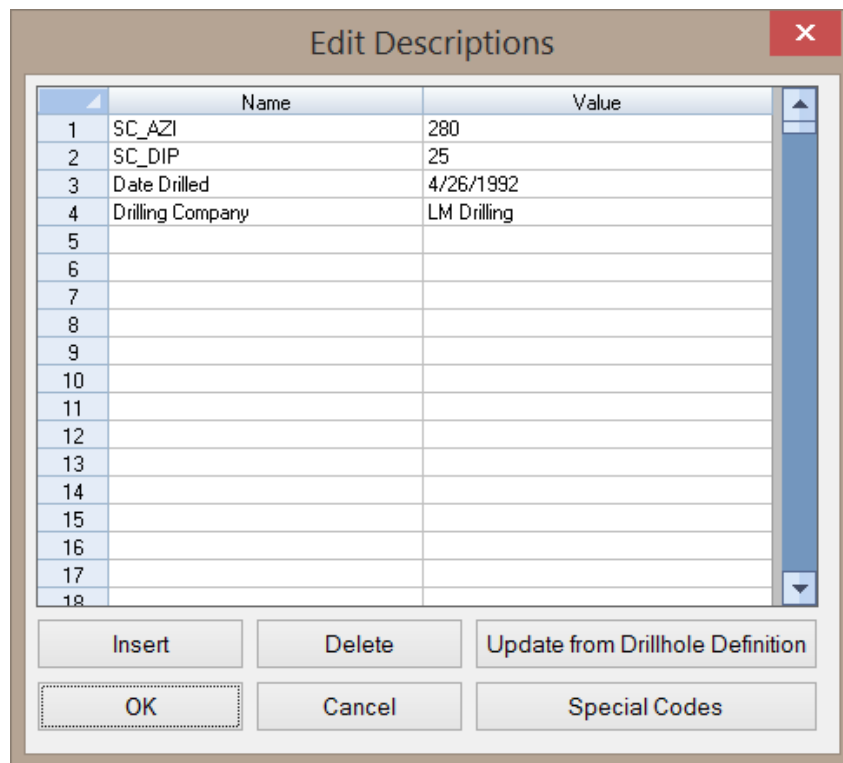 Edit Descriptions
Name Value
1 SC_AZI 280
2 SC_DIP 25
3 Date Drilled 4/26/1992
4 Drilling Company LM Drilling
5
6
7
8
9
10
11
12
13
14
15
16
17
18
Insert Delete Update from Drillhole Definition
OK Cancel Special Codes